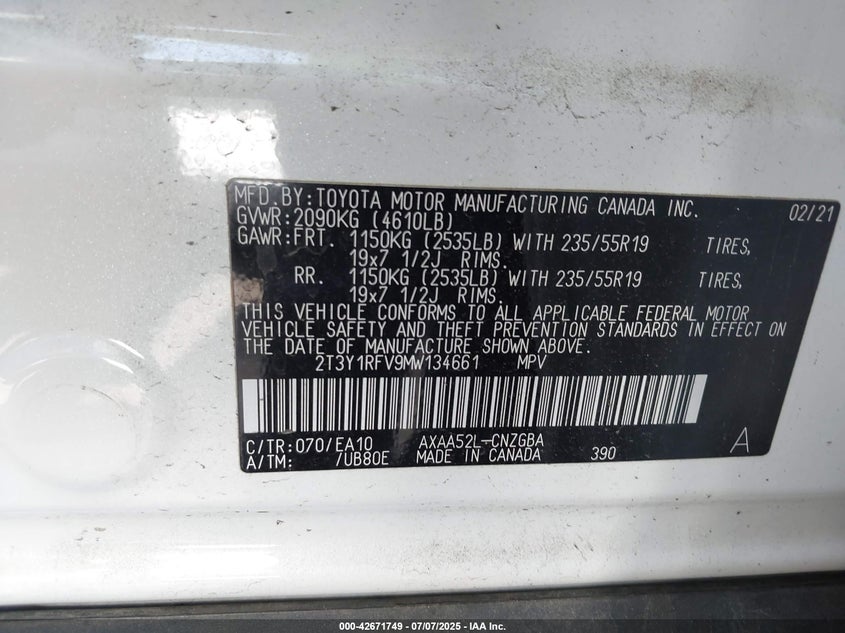 MFD.BY:TOYOTA MOTOR MANUFACTURING CANADA INC. 02/21
GVWR:2090KG (4610LB)
GAWR:FRT. 1150KG (2535LB) WITH 235/55R19 TIRES,
19x7 1/2J RIMS.
RR. 1150KG (2535LB) WITH 235/55R19 TIRES,
19x7 1/2J RIMS.
THIS VEHICLE CONFORMS TO ALL APPLICABLE FEDERAL MOTOR
VEHICLE SAFETY AND THEFT PREVENTION STANDARDS IN EFFECT ON
THE DATE OF MANUFACTURE SHOWN ABOVE.
2T3Y1RFV9MW134661 MPV
C/TR:070/EA10 AXAA52L-CNZGBA A
A/TM: /UB80E MADE IN CANADA 390
000-42671749 - 07/07/2025 - IAA Inc.